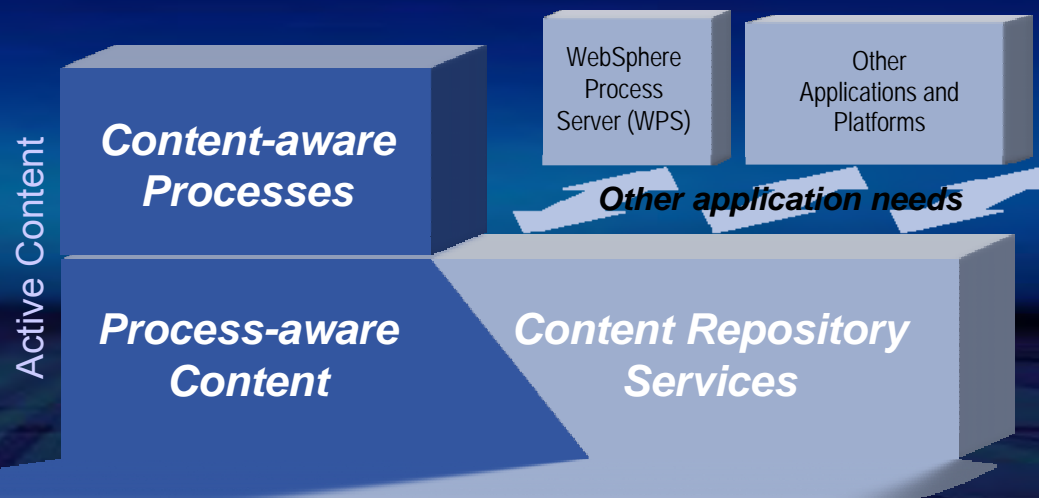 Active Content
Content-aware
Processes
WebSphere
Process
Server (WPS)
Other
Applications and
Platforms
Other application needs
Process-aware
Content
Content Repository
Services